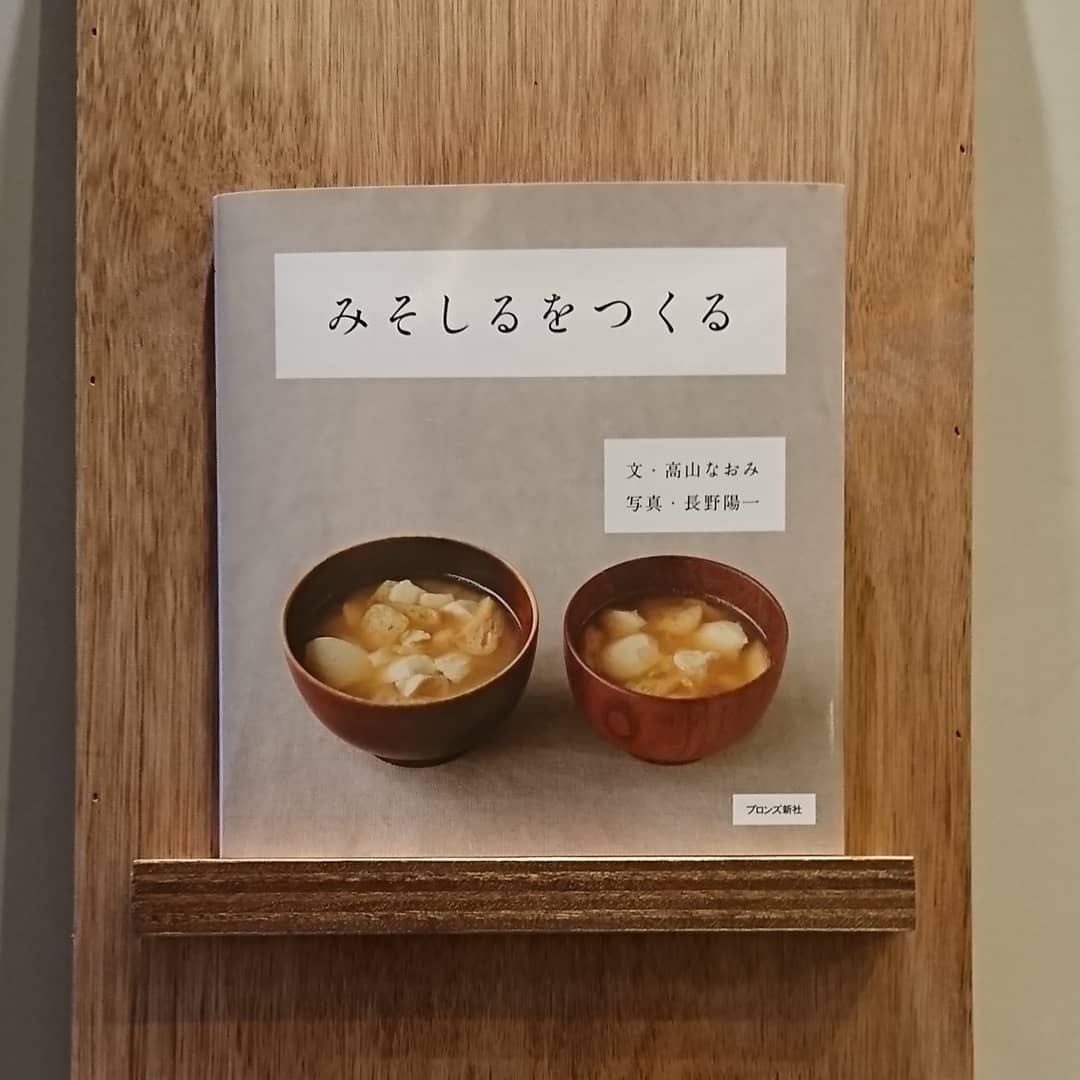 みそしるをつくる
文・高山なおみ
写真・長野陽一
ブロンズ新社